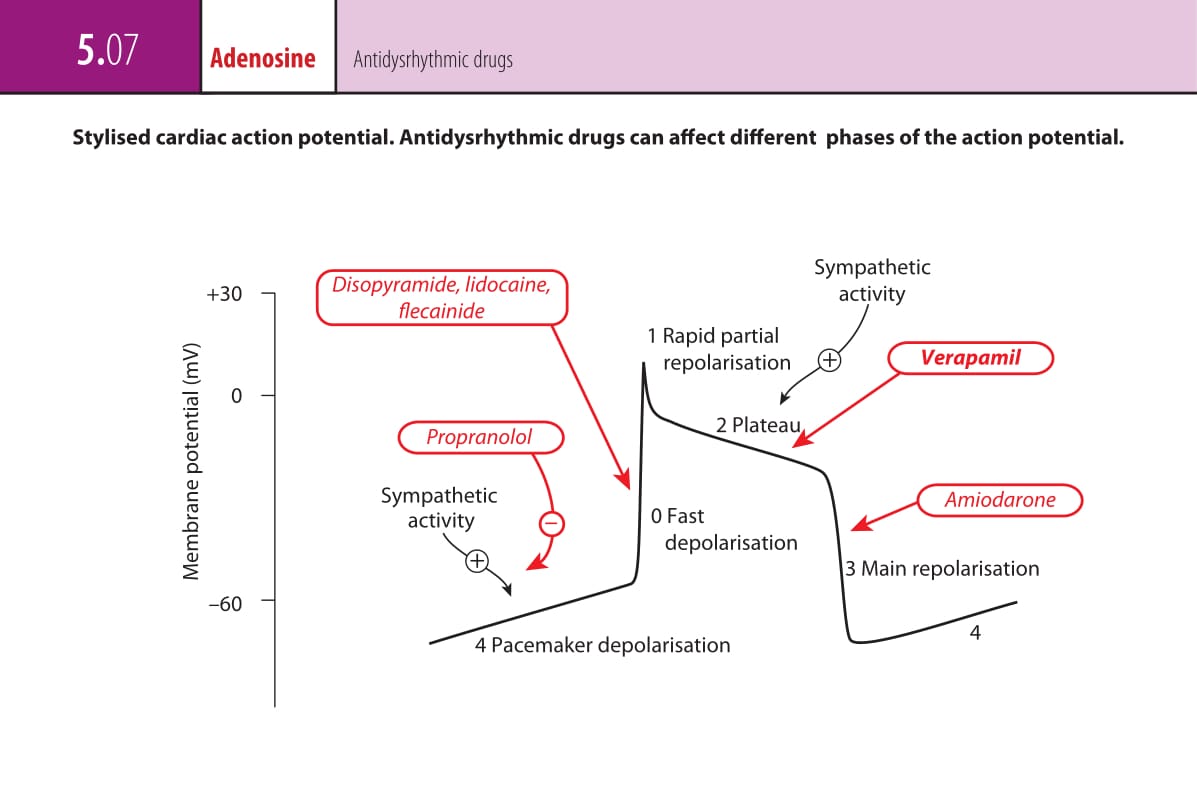 5.07
Adenosine
Antidysrhythmic drugs
Stylised cardiac action potential. Antidysrhythmic drugs can affect different phases of the action potential.
Membrane potential (mV)
+30
0
–60
Disopyramide, lidocaine,
flecainide
Propranolol
Sympathetic
activity
+
−
4 Pacemaker depolarisation
1 Rapid partial
repolarisation
2 Plateau
0 Fast
depolarisation
Sympathetic
activity
+
Verapamil
Amiodarone
3 Main repolarisation
4